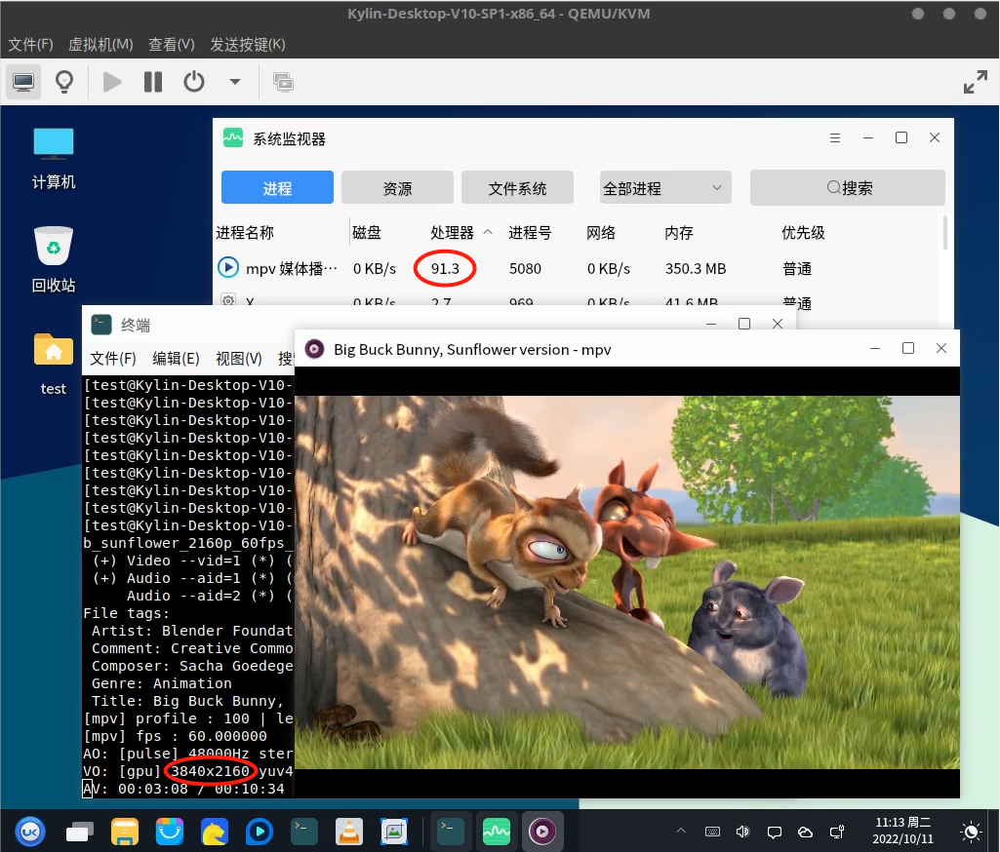 Kylin-Desktop-V10-SP1-x86_64 - QEMU/KVM
文件(F) 虚拟机(M) 查看(V) 发送按键(K)
计算机
回收站
test
系统监视器
进程 资源 文件系统 全部进程 搜索
进程名称 磁盘 处理器 进程号 网络 内存 优先级
mpv 媒体播… 0 KB/s 91.3 5080 0 KB/s 350.3 MB 普通
X 0 KB/s 2.7 969 0 KB/s 41.6 MB 普通
终端
文件(F) 编辑(E) 视图(V) 搜
Big Buck Bunny, Sunflower version - mpv
[test@Kylin-Desktop-V10-
[test@Kylin-Desktop-V10-
[test@Kylin-Desktop-V10-
[test@Kylin-Desktop-V10-
[test@Kylin-Desktop-V10-
[test@Kylin-Desktop-V10-
[test@Kylin-Desktop-V10-
[test@Kylin-Desktop-V10-
[test@Kylin-Desktop-V10-
b_sunflower_2160p_60fps_
(+) Video --vid=1 (*) (
(+) Audio --aid=1 (*) (
Audio --aid=2 (*) (
File tags:
Artist: Blender Foundat
Comment: Creative Commo
Composer: Sacha Goedege
Genre: Animation
Title: Big Buck Bunny,
[mpv] profile : 100 | le
[mpv] fps : 60.000000
AO: [pulse] 48000Hz ster
VO: [gpu] 3840x2160 yuv4
AV: 00:03:08 / 00:10:34
UK
11:13 周二
2022/10/11